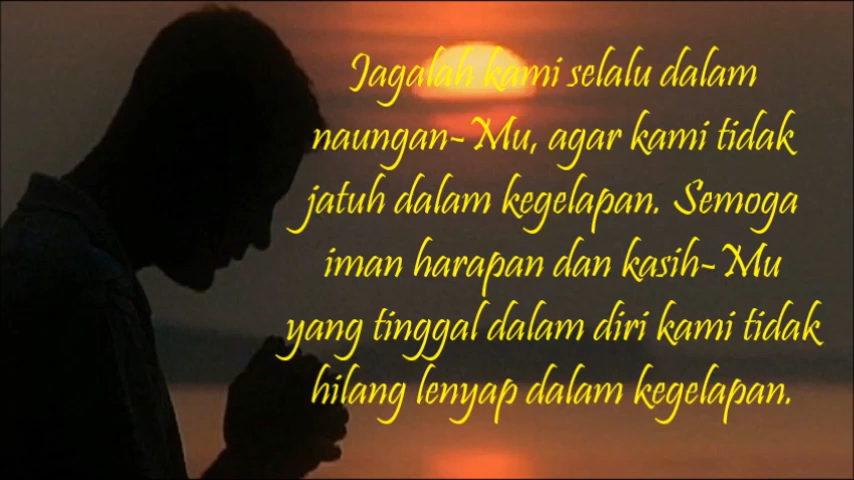 Jagalah kami selalu dalam
naungan-Mu, agar kami tidak
jatuh dalam kegelapan. Semoga
iman harapan dan kasih-Mu
yang tinggal dalam diri kami tidak
hilang lenyap dalam kegelapan.